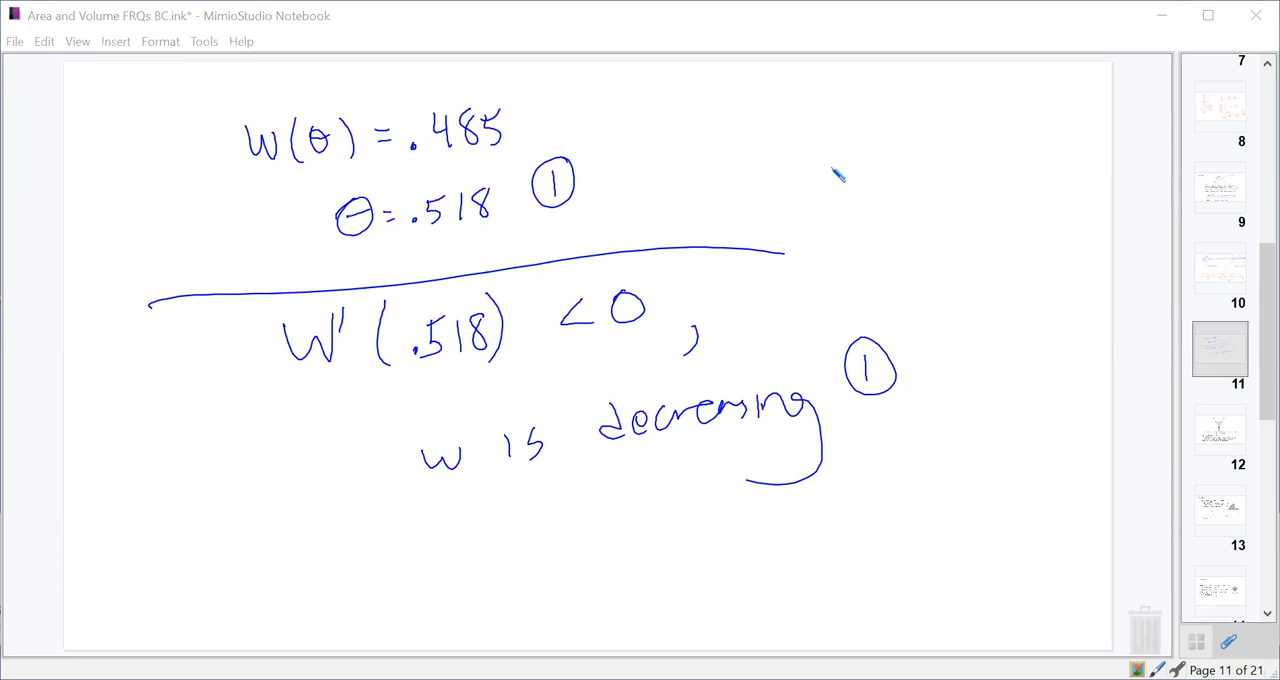 Area and Volume FRQs BC.ink* - MimioStudio Notebook
File Edit View Insert Format Tools Help
w(θ) = .485
θ = .518 ①
w'(.518) < 0,
w is decreasing ①
7
8
9
10
11
12
13
Page 11 of 21